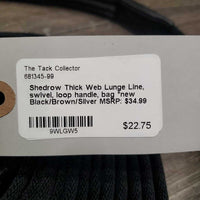 The Tack Collector
681345-99
Shedrow Thick Web Lunge Line,
swivel, loop handle, bag *new
Black/Brown/Silver MSRP: $34.99
9WLGW5
$22.75